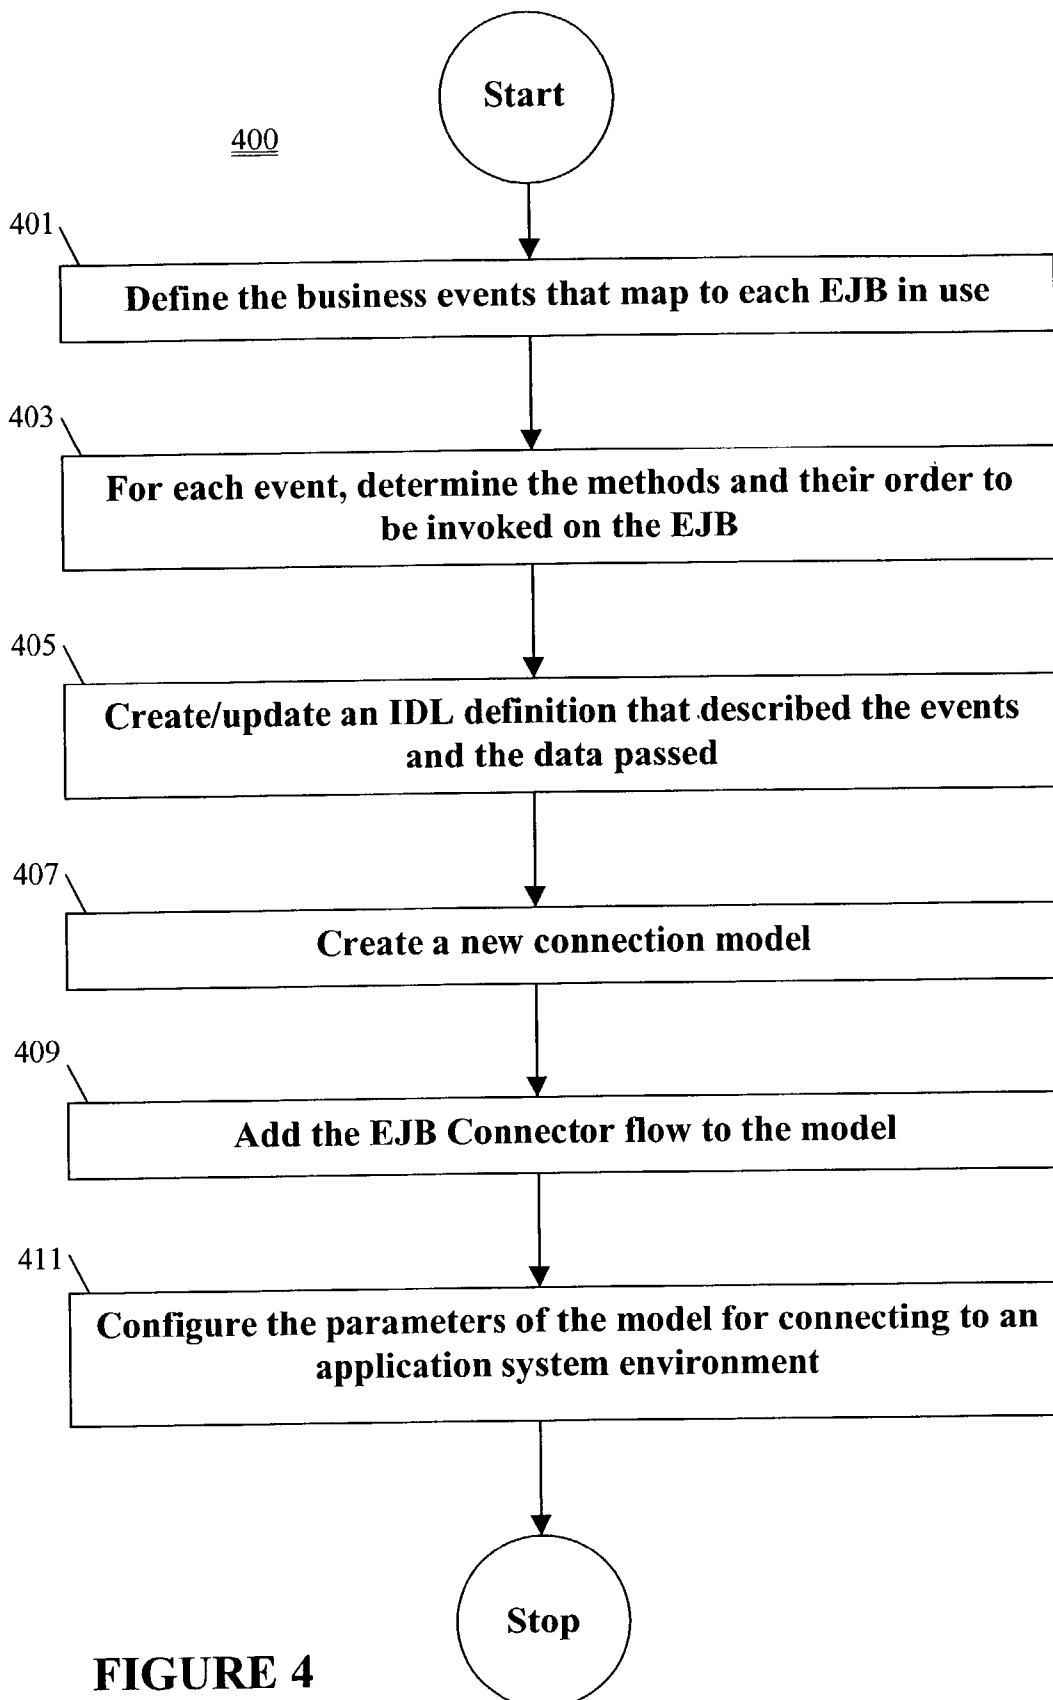 Start
400
401
Define the business events that map to each EJB in use
403
For each event, determine the methods and their order to
be invoked on the EJB
405
Create/update an IDL definition that described the events
and the data passed
407
Create a new connection model
409
Add the EJB Connector flow to the model
411
Configure the parameters of the model for connecting to an
application system environment
Stop
FIGURE 4